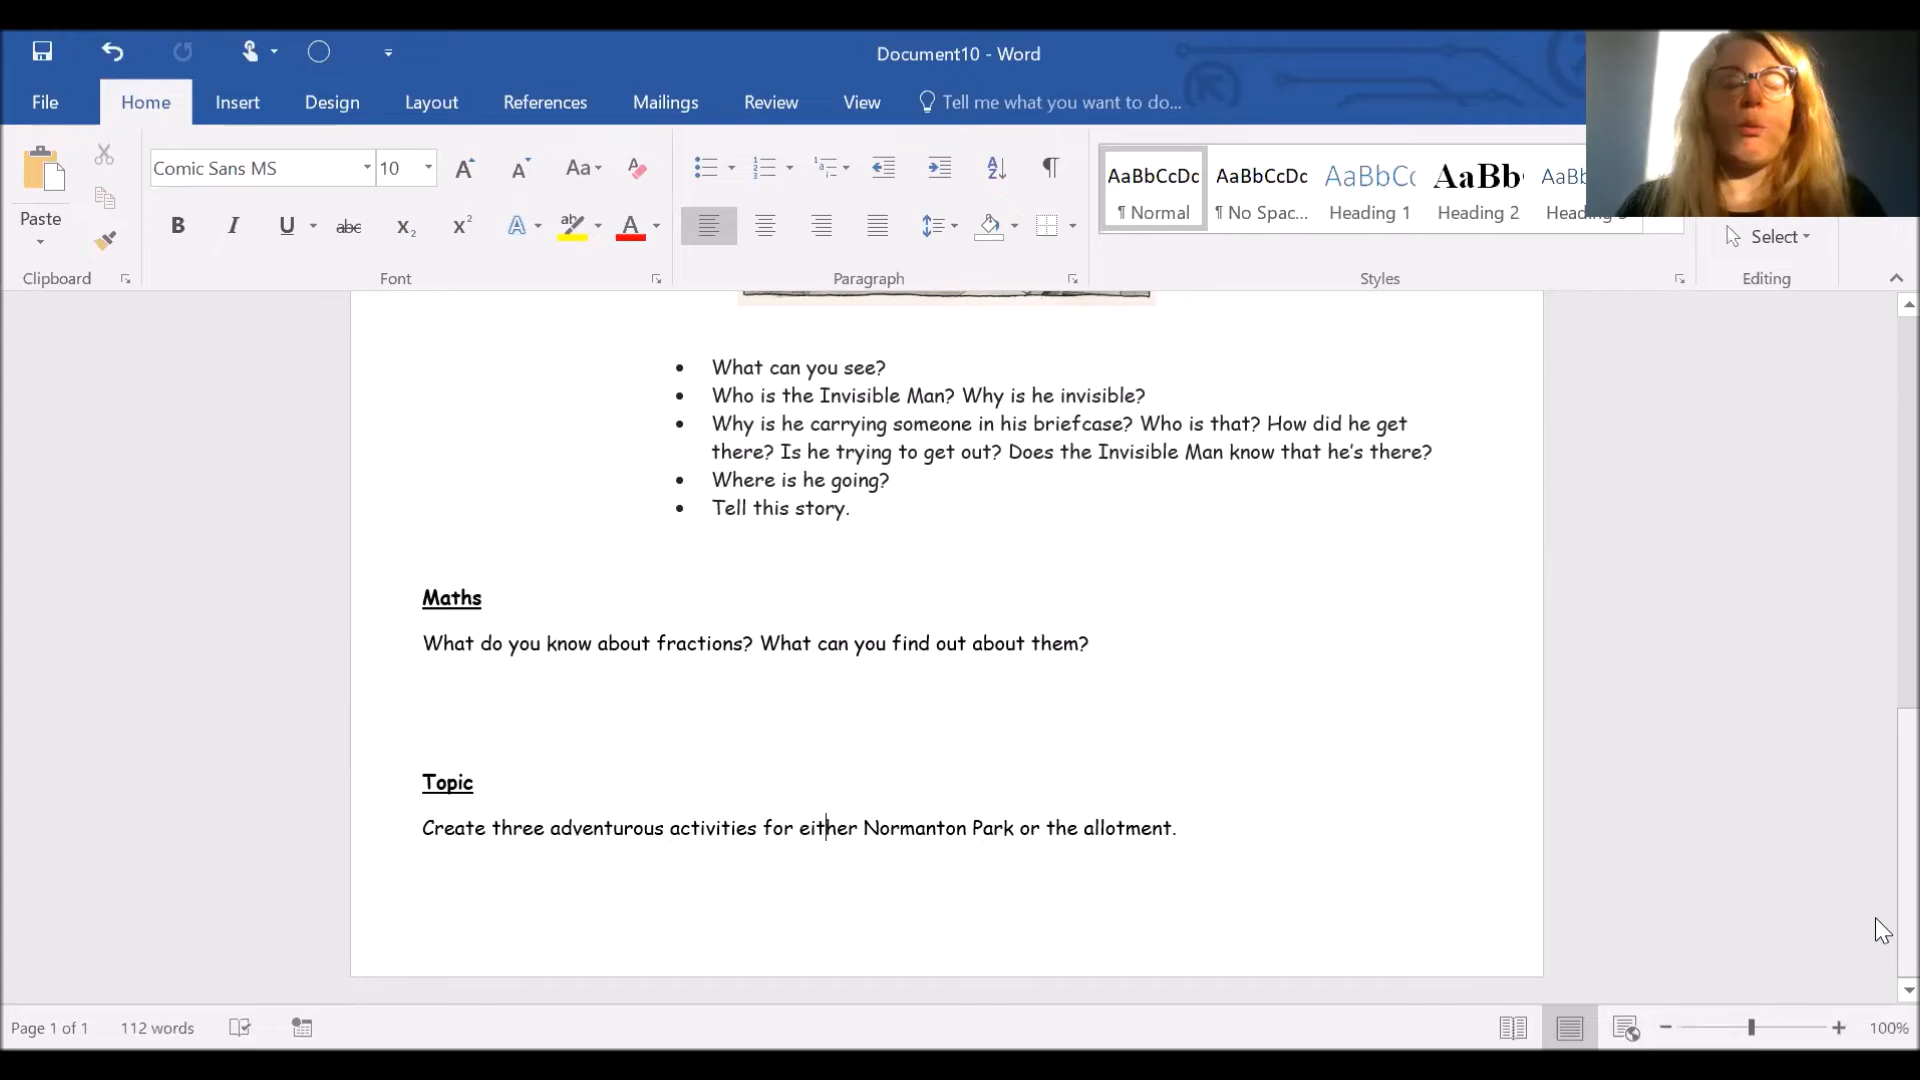 Document10 - Word
File Home Insert Design Layout References Mailings Review View Tell me what you want to do...
Paste
Clipboard
Comic Sans MS 10
Font
Paragraph
AaBbCcDc AaBbCcDc AaBbCc AaBb AaBb
¶ Normal ¶ No Spac... Heading 1 Heading 2
Styles
Select
Editing
• What can you see?
• Who is the Invisible Man? Why is he invisible?
• Why is he carrying someone in his briefcase? Who is that? How did he get
there? Is he trying to get out? Does the Invisible Man know that he's there?
• Where is he going?
• Tell this story.
Maths
What do you know about fractions? What can you find out about them?
Topic
Create three adventurous activities for either Normanton Park or the allotment.
Page 1 of 1 112 words 100%